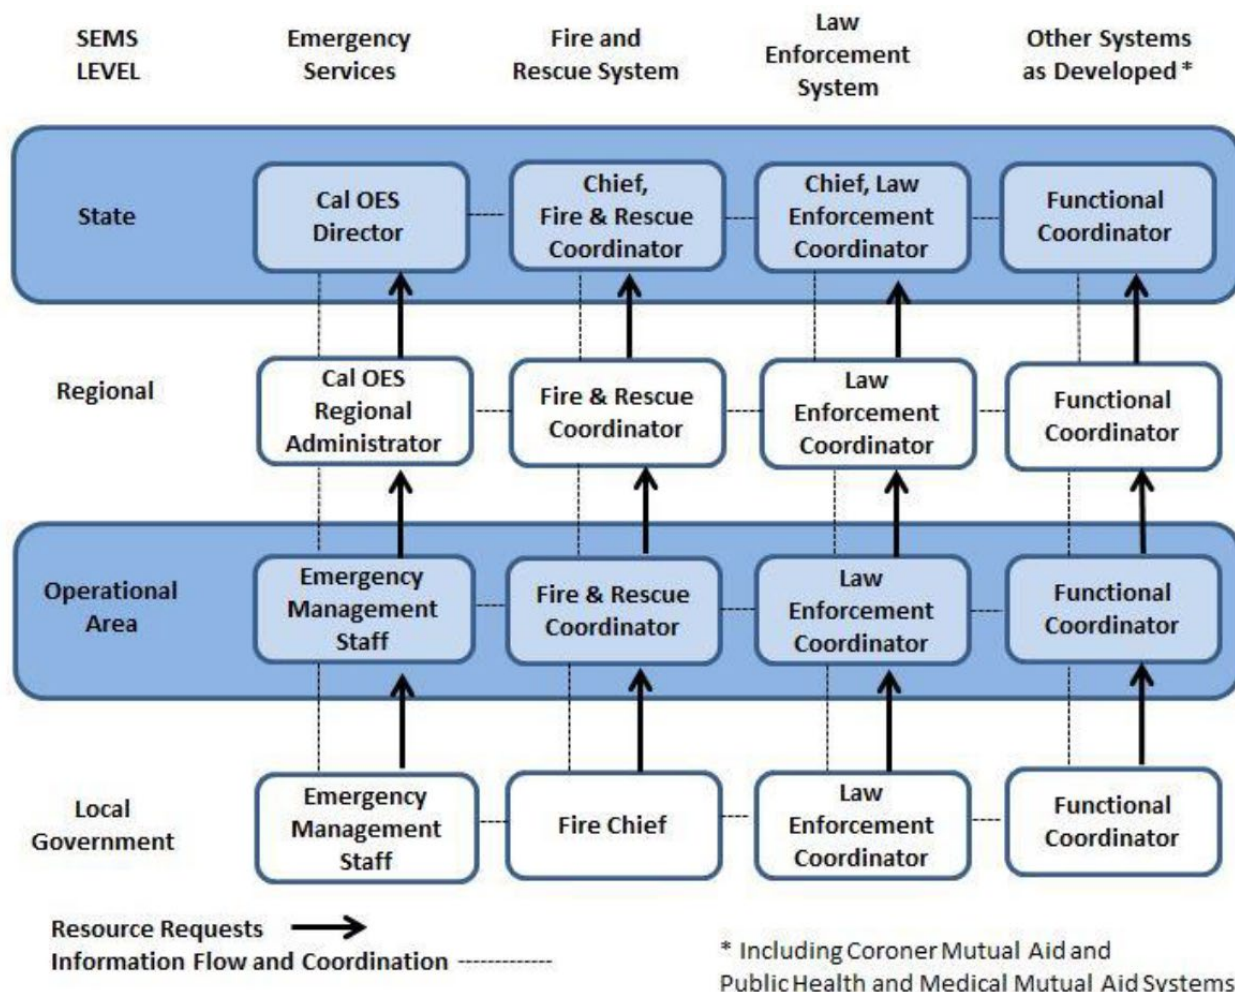 SEMS
LEVEL
Emergency
Services
Fire and
Rescue System
Law
Enforcement
System
Other Systems
as Developed *
State
Cal OES
Director
Chief,
Fire & Rescue
Coordinator
Chief, Law
Enforcement
Coordinator
Functional
Coordinator
Regional
Cal OES
Regional
Administrator
Fire & Rescue
Coordinator
Law
Enforcement
Coordinator
Functional
Coordinator
Operational
Area
Emergency
Management
Staff
Fire & Rescue
Coordinator
Law
Enforcement
Coordinator
Functional
Coordinator
Local
Government
Emergency
Management
Staff
Fire Chief
Law
Enforcement
Coordinator
Functional
Coordinator
Resource Requests
Information Flow and Coordination
* Including Coroner Mutual Aid and
Public Health and Medical Mutual Aid Systems